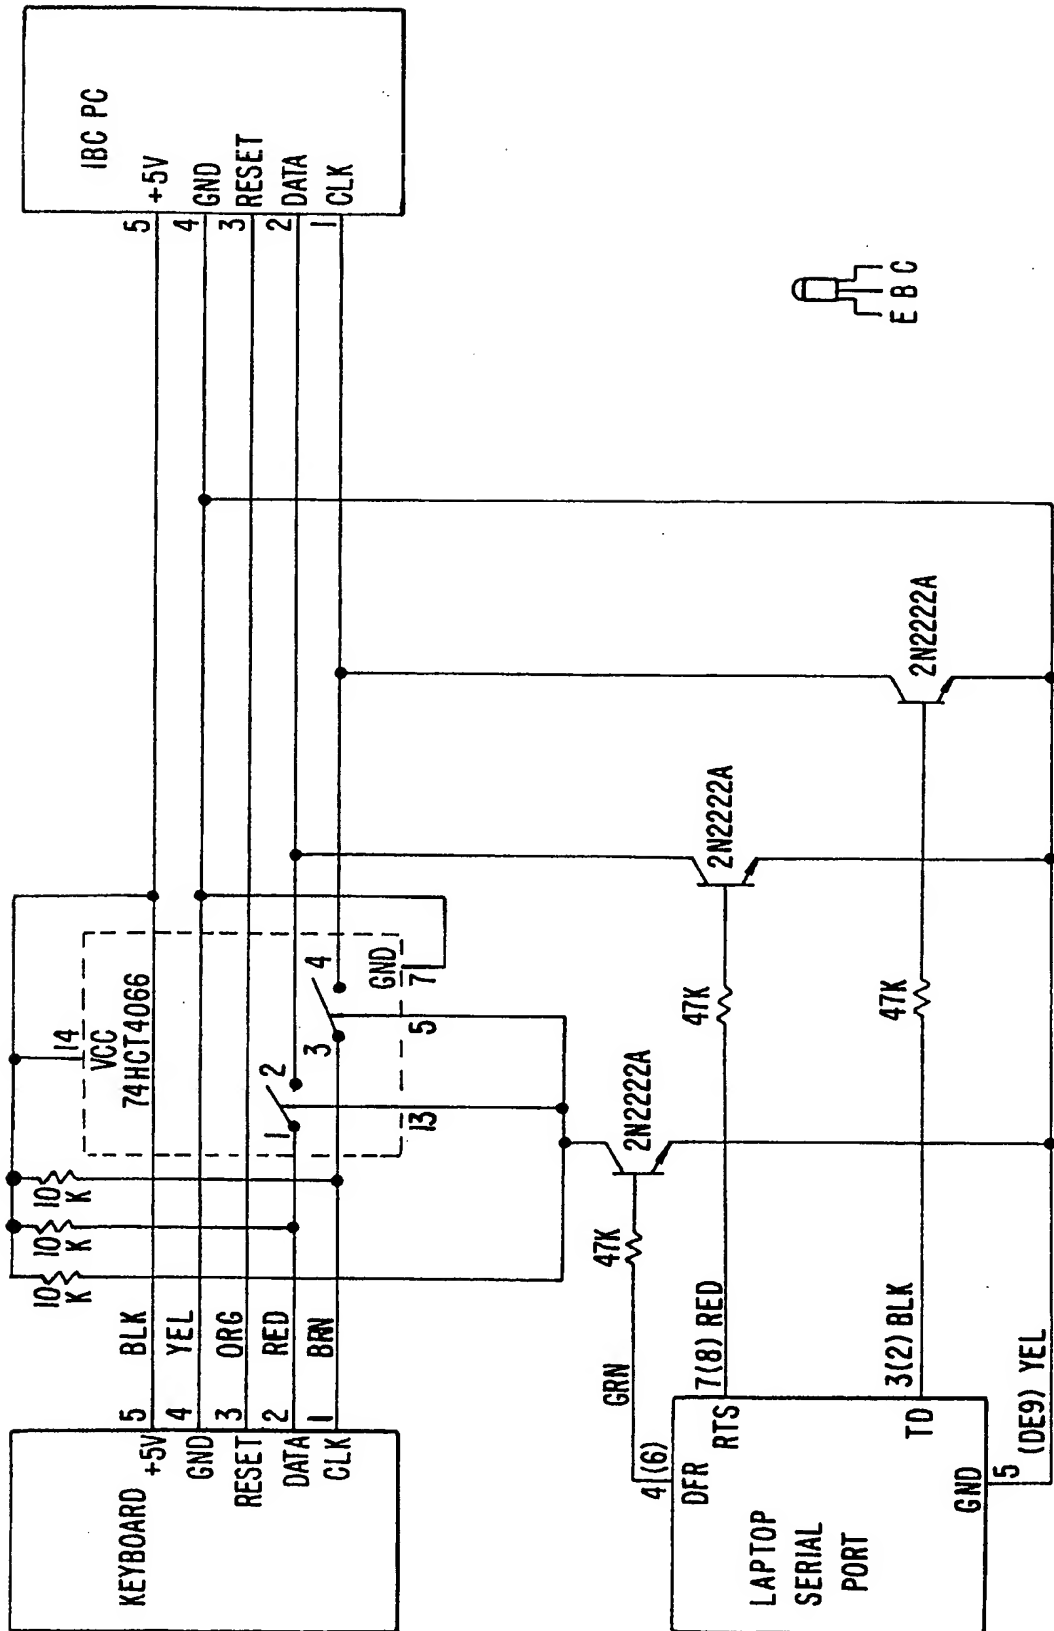 KEYBOARD
+5V
GND
RESET
DATA
CLK
5
4
3
2
1
BLK
YEL
ORG
RED
BRN
10
K
10
K
10
K
14
VCC
74HCT4066
1
2
3
4
GND
7
13
5
IBC PC
5
4
3
2
1
+5V
GND
RESET
DATA
CLK
LAPTOP
SERIAL
PORT
DFR
RTS
TD
GND
4(6)
GRN
7(8) RED
3(2) BLK
5
(DE9) YEL
47K
2N2222A
47K
2N2222A
47K
2N2222A
E B C